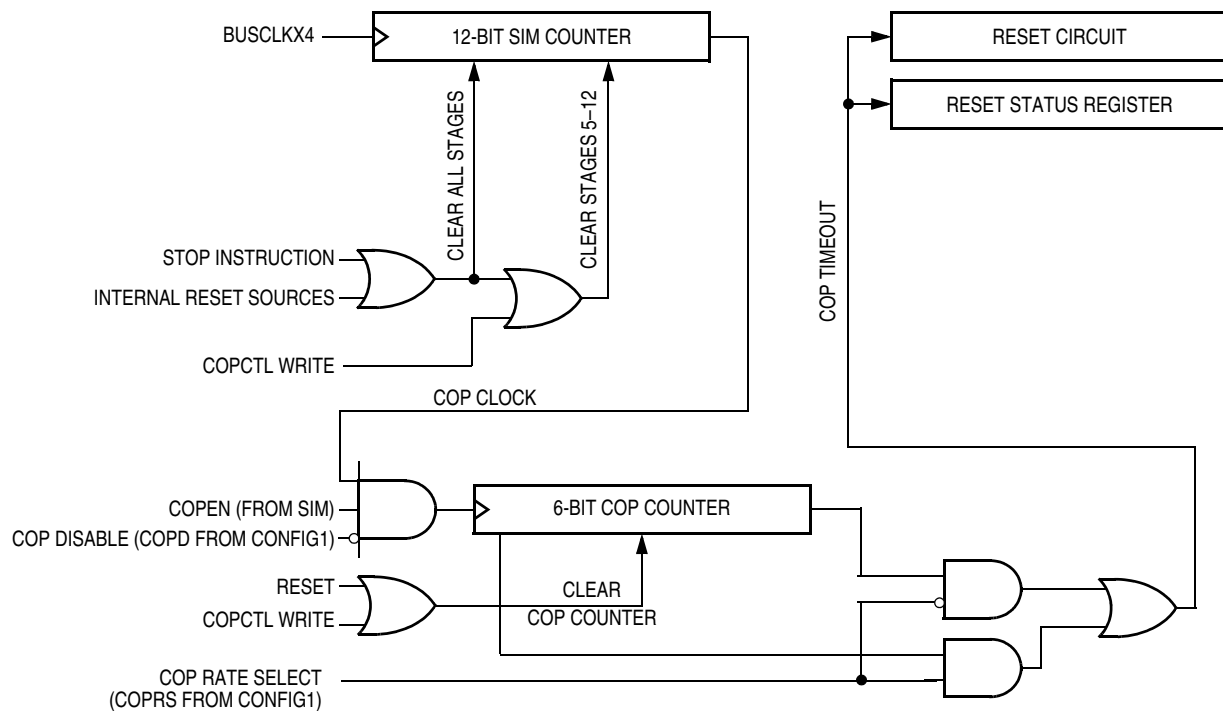 BUSCLKX4
12-BIT SIM COUNTER
RESET CIRCUIT
RESET STATUS REGISTER
CLEAR ALL STAGES
CLEAR STAGES 5–12
COP TIMEOUT
STOP INSTRUCTION
INTERNAL RESET SOURCES
COPCTL WRITE
COP CLOCK
COPEN (FROM SIM)
COP DISABLE (COPD FROM CONFIG1)
6-BIT COP COUNTER
RESET
COPCTL WRITE
CLEAR
COP COUNTER
COP RATE SELECT
(COPRS FROM CONFIG1)